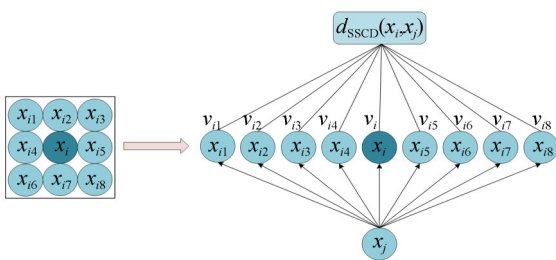 d_SSCD(x_i,x_j)
v_i1 v_i2 v_i3 v_i4 v_i v_i5 v_i6 v_i7 v_i8
x_i1 x_i2 x_i3
x_i4 x_i x_i5
x_i6 x_i7 x_i8
x_i1 x_i2 x_i3 x_i4 x_i x_i5 x_i6 x_i7 x_i8
x_j